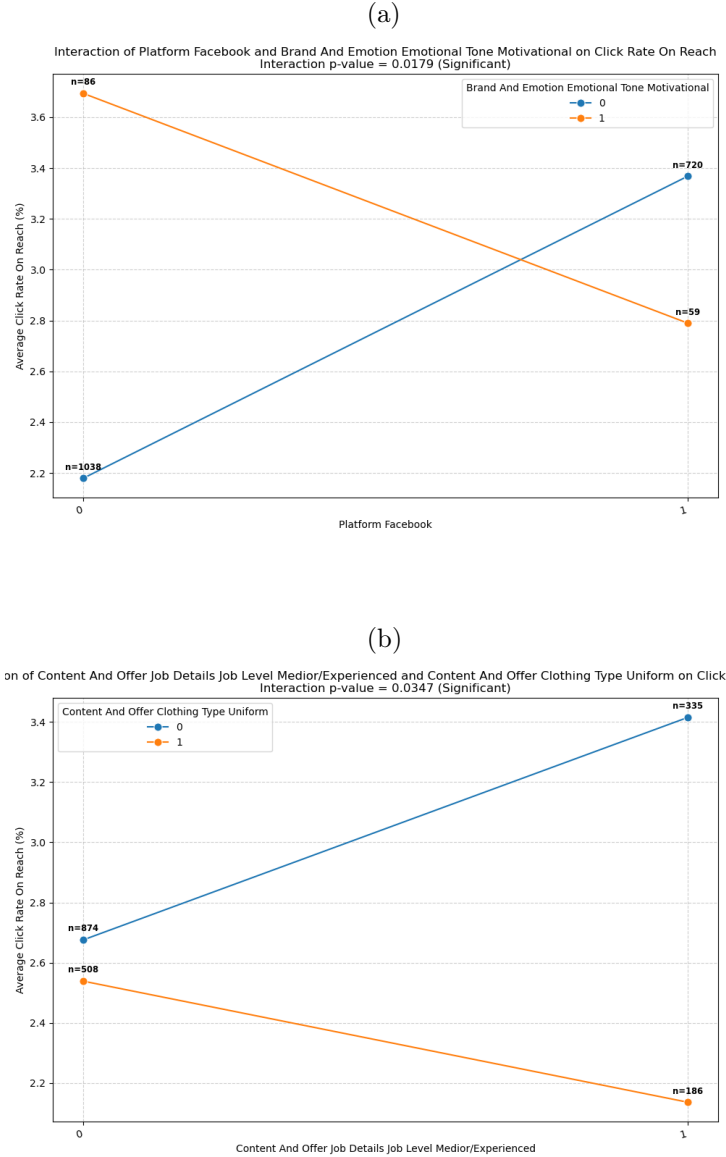 (a)
Interaction of Platform Facebook and Brand And Emotion Emotional Tone Motivational on Click Rate On Reach
Interaction p-value = 0.0179 (Significant)
n=86
Brand And Emotion Emotional Tone Motivational
0
1
3.6
3.4
n=720
3.2
3.0
Average Click Rate On Reach (%)
2.8
n=59
2.6
2.4
2.2
n=1038
0
1
Platform Facebook
(b)
on of Content And Offer Job Details Job Level Medior/Experienced and Content And Offer Clothing Type Uniform on Click
Interaction p-value = 0.0347 (Significant)
n=335
Content And Offer Clothing Type Uniform
0
1
3.4
3.2
3.0
Average Click Rate On Reach (%)
2.8
n=874
2.6
n=508
2.4
2.2
n=186
0
1
Content And Offer Job Details Job Level Medior/Experienced